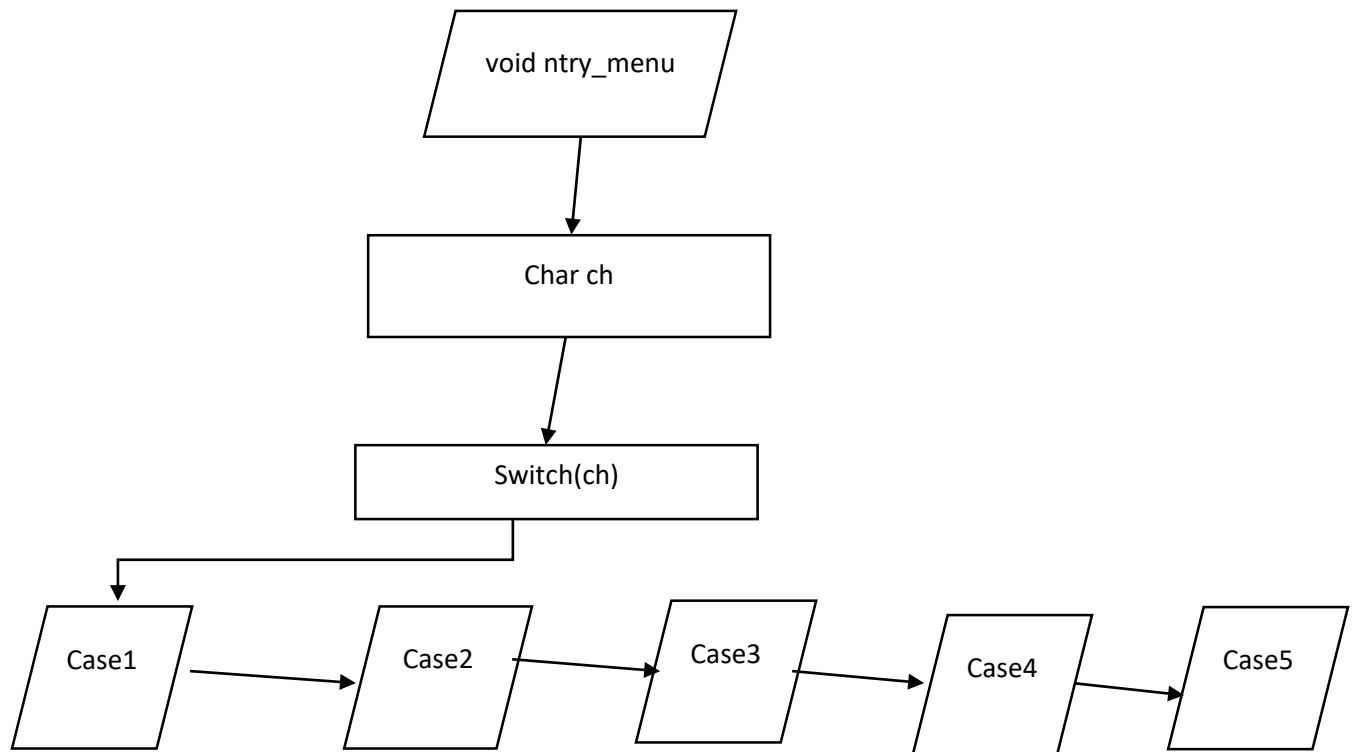 void ntry_menu
Char ch
Switch(ch)
Case1
Case2
Case3
Case4
Case5